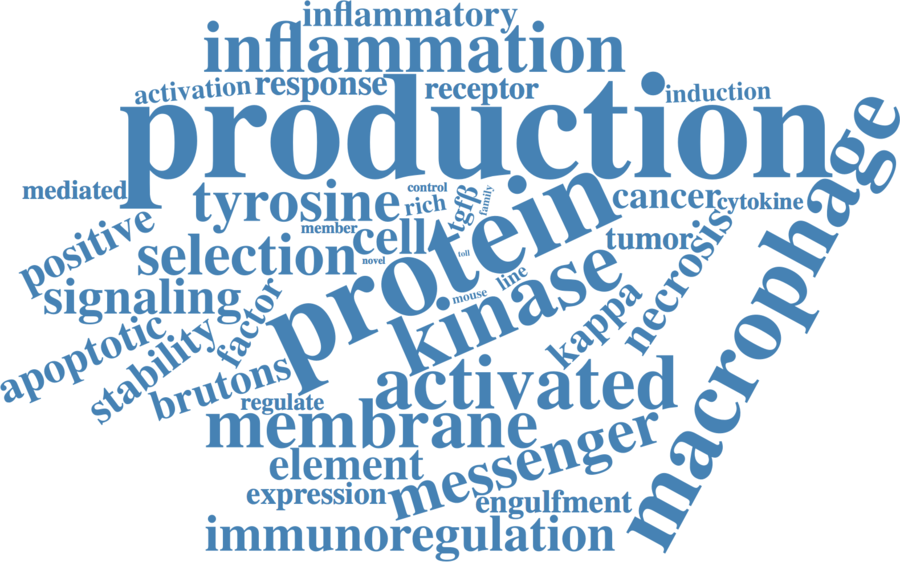 inflammatory
inflammation
activation
response
receptor
induction
production
macrophage
mediated
tyrosine
control
rich
tgfβ
family
protein
cancer
cytokine
positive
selection
member
cell
novel
toll
tumor
necrosis
signaling
factor
mouse
line
kinase
kappa
apoptotic
stability
brutons
activated
regulate
membrane
messenger
element
expression
engulfment
immunoregulation